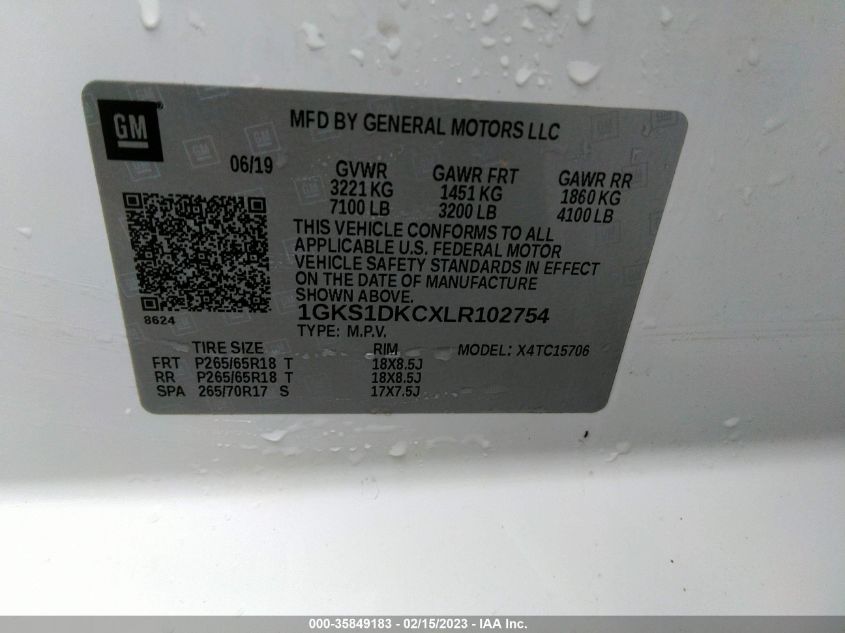 GM
MFD BY GENERAL MOTORS LLC
06/19
GVWR GAWR FRT GAWR RR
3221 KG 1451 KG 1860 KG
7100 LB 3200 LB 4100 LB
THIS VEHICLE CONFORMS TO ALL
APPLICABLE U.S. FEDERAL MOTOR
VEHICLE SAFETY STANDARDS IN EFFECT
ON THE DATE OF MANUFACTURE
SHOWN ABOVE.
8624
1GKS1DKCXLR102754
TYPE: M.P.V.
TIRE SIZE RIM MODEL: X4TC15706
FRT P265/65R18 T 18X8.5J
RR P265/65R18 T 18X8.5J
SPA 265/70R17 S 17X7.5J
000-35849183 - 02/15/2023 - IAA Inc.